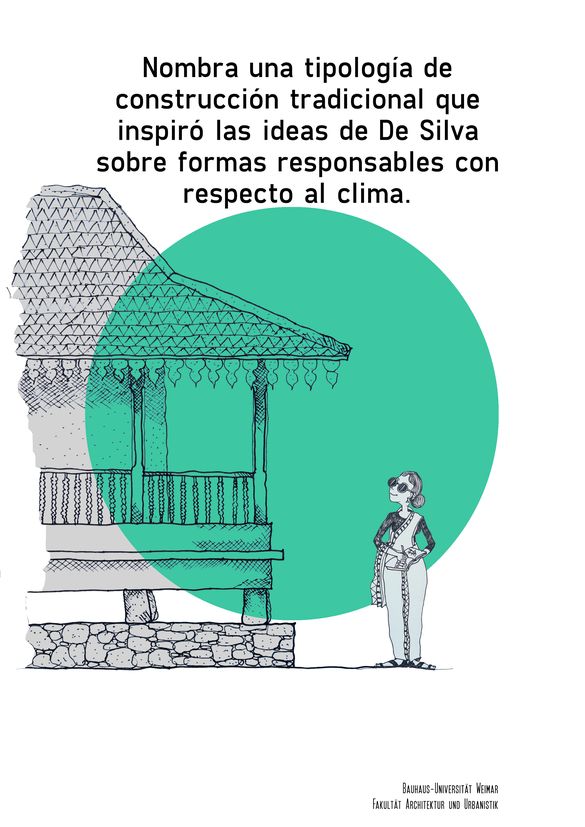 Nombra una tipología de
construcción tradicional que
inspiró las ideas de De Silva
sobre formas responsables con
respecto al clima.
Bauhaus-Universität Weimar
Fakultät Architektur und Urbanistik